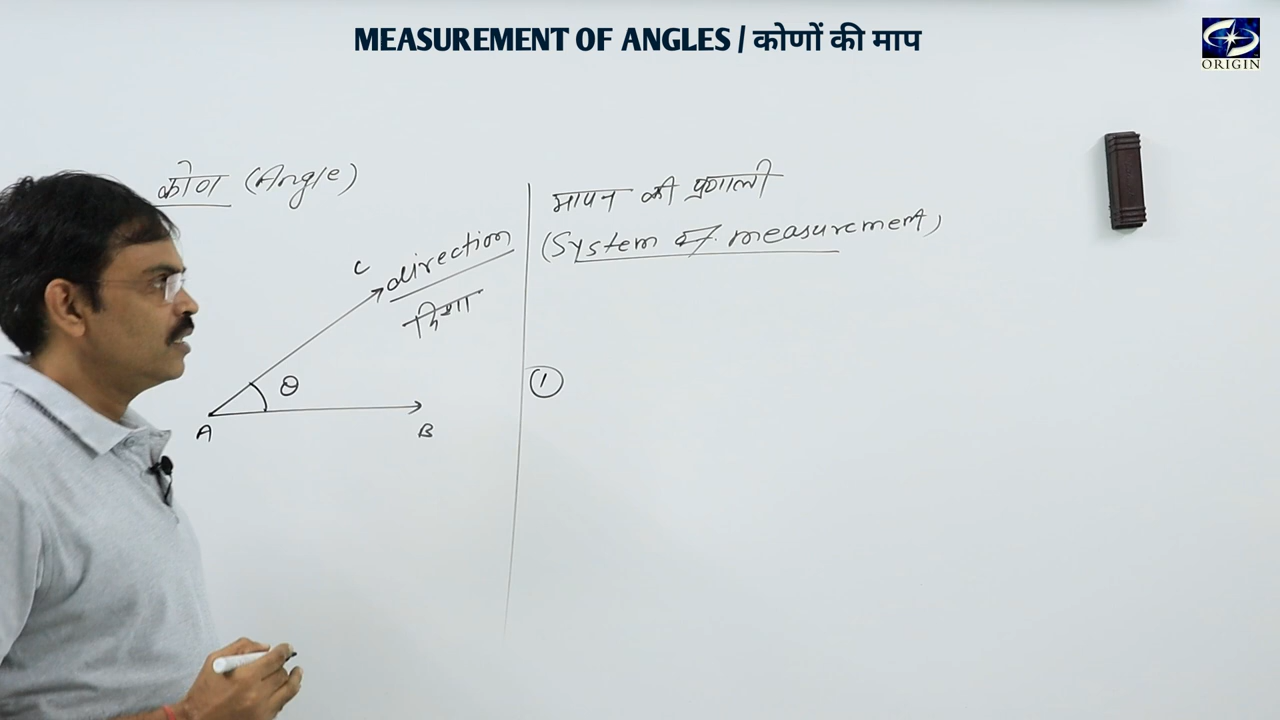 MEASUREMENT OF ANGLES / कोणों की माप
ORIGIN
कोण (Angle)
C
direction
दिशा
θ
A
B
मापन की प्रणाली
(System of measurement)
1